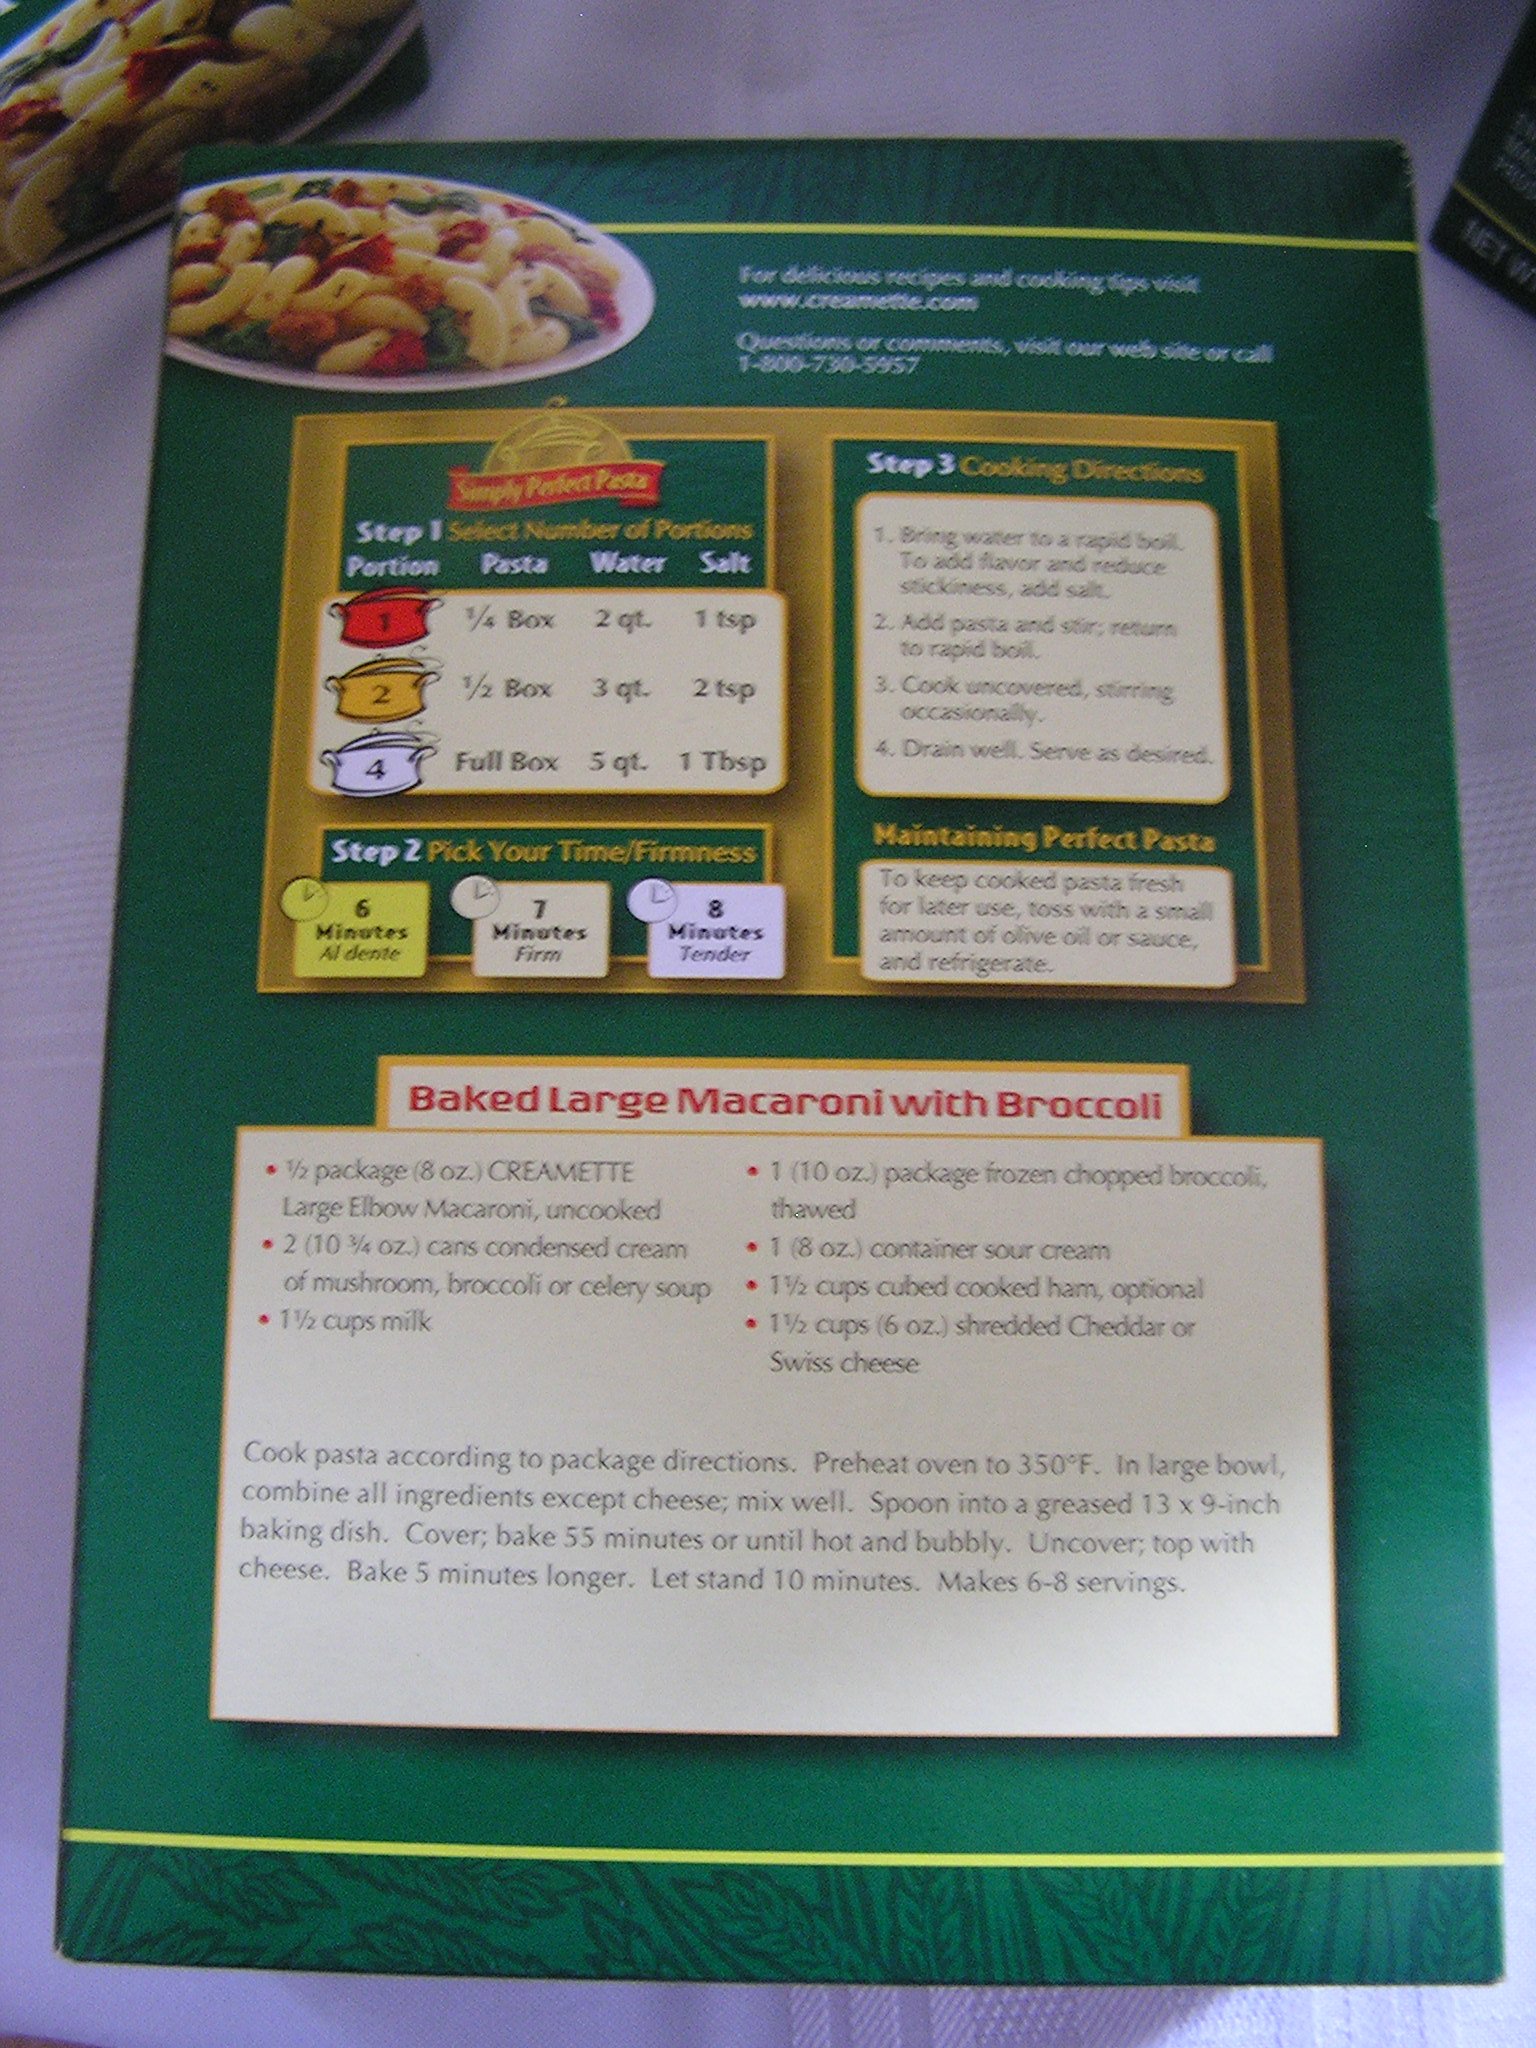 For delicious recipes and cooking tips visit
www.creamette.com
Questions or comments, visit our web site or call
1-800-730-5957
Simply Perfect Pasta
Step 1 Select Number of Portions
Portion Pasta Water Salt
1 ¼ Box 2 qt. 1 tsp
2 ½ Box 3 qt. 2 tsp
4 Full Box 5 qt. 1 Tbsp
Step 2 Pick Your Time/Firmness
6 Minutes Al dente
7 Minutes Firm
8 Minutes Tender
Step 3 Cooking Directions
1. Bring water to a rapid boil.
To add flavor and reduce
stickiness, add salt.
2. Add pasta and stir; return
to rapid boil.
3. Cook uncovered, stirring
occasionally.
4. Drain well. Serve as desired.
Maintaining Perfect Pasta
To keep cooked pasta fresh
for later use, toss with a small
amount of olive oil or sauce,
and refrigerate.
Baked Large Macaroni with Broccoli
• ½ package (8 oz.) CREAMETTE
Large Elbow Macaroni, uncooked
• 2 (10 ¾ oz.) cans condensed cream
of mushroom, broccoli or celery soup
• 1½ cups milk
• 1 (10 oz.) package frozen chopped broccoli,
thawed
• 1 (8 oz.) container sour cream
• 1½ cups cubed cooked ham, optional
• 1½ cups (6 oz.) shredded Cheddar or
Swiss cheese
Cook pasta according to package directions. Preheat oven to 350°F. In large bowl,
combine all ingredients except cheese; mix well. Spoon into a greased 13 x 9-inch
baking dish. Cover; bake 55 minutes or until hot and bubbly. Uncover; top with
cheese. Bake 5 minutes longer. Let stand 10 minutes. Makes 6-8 servings.
NET